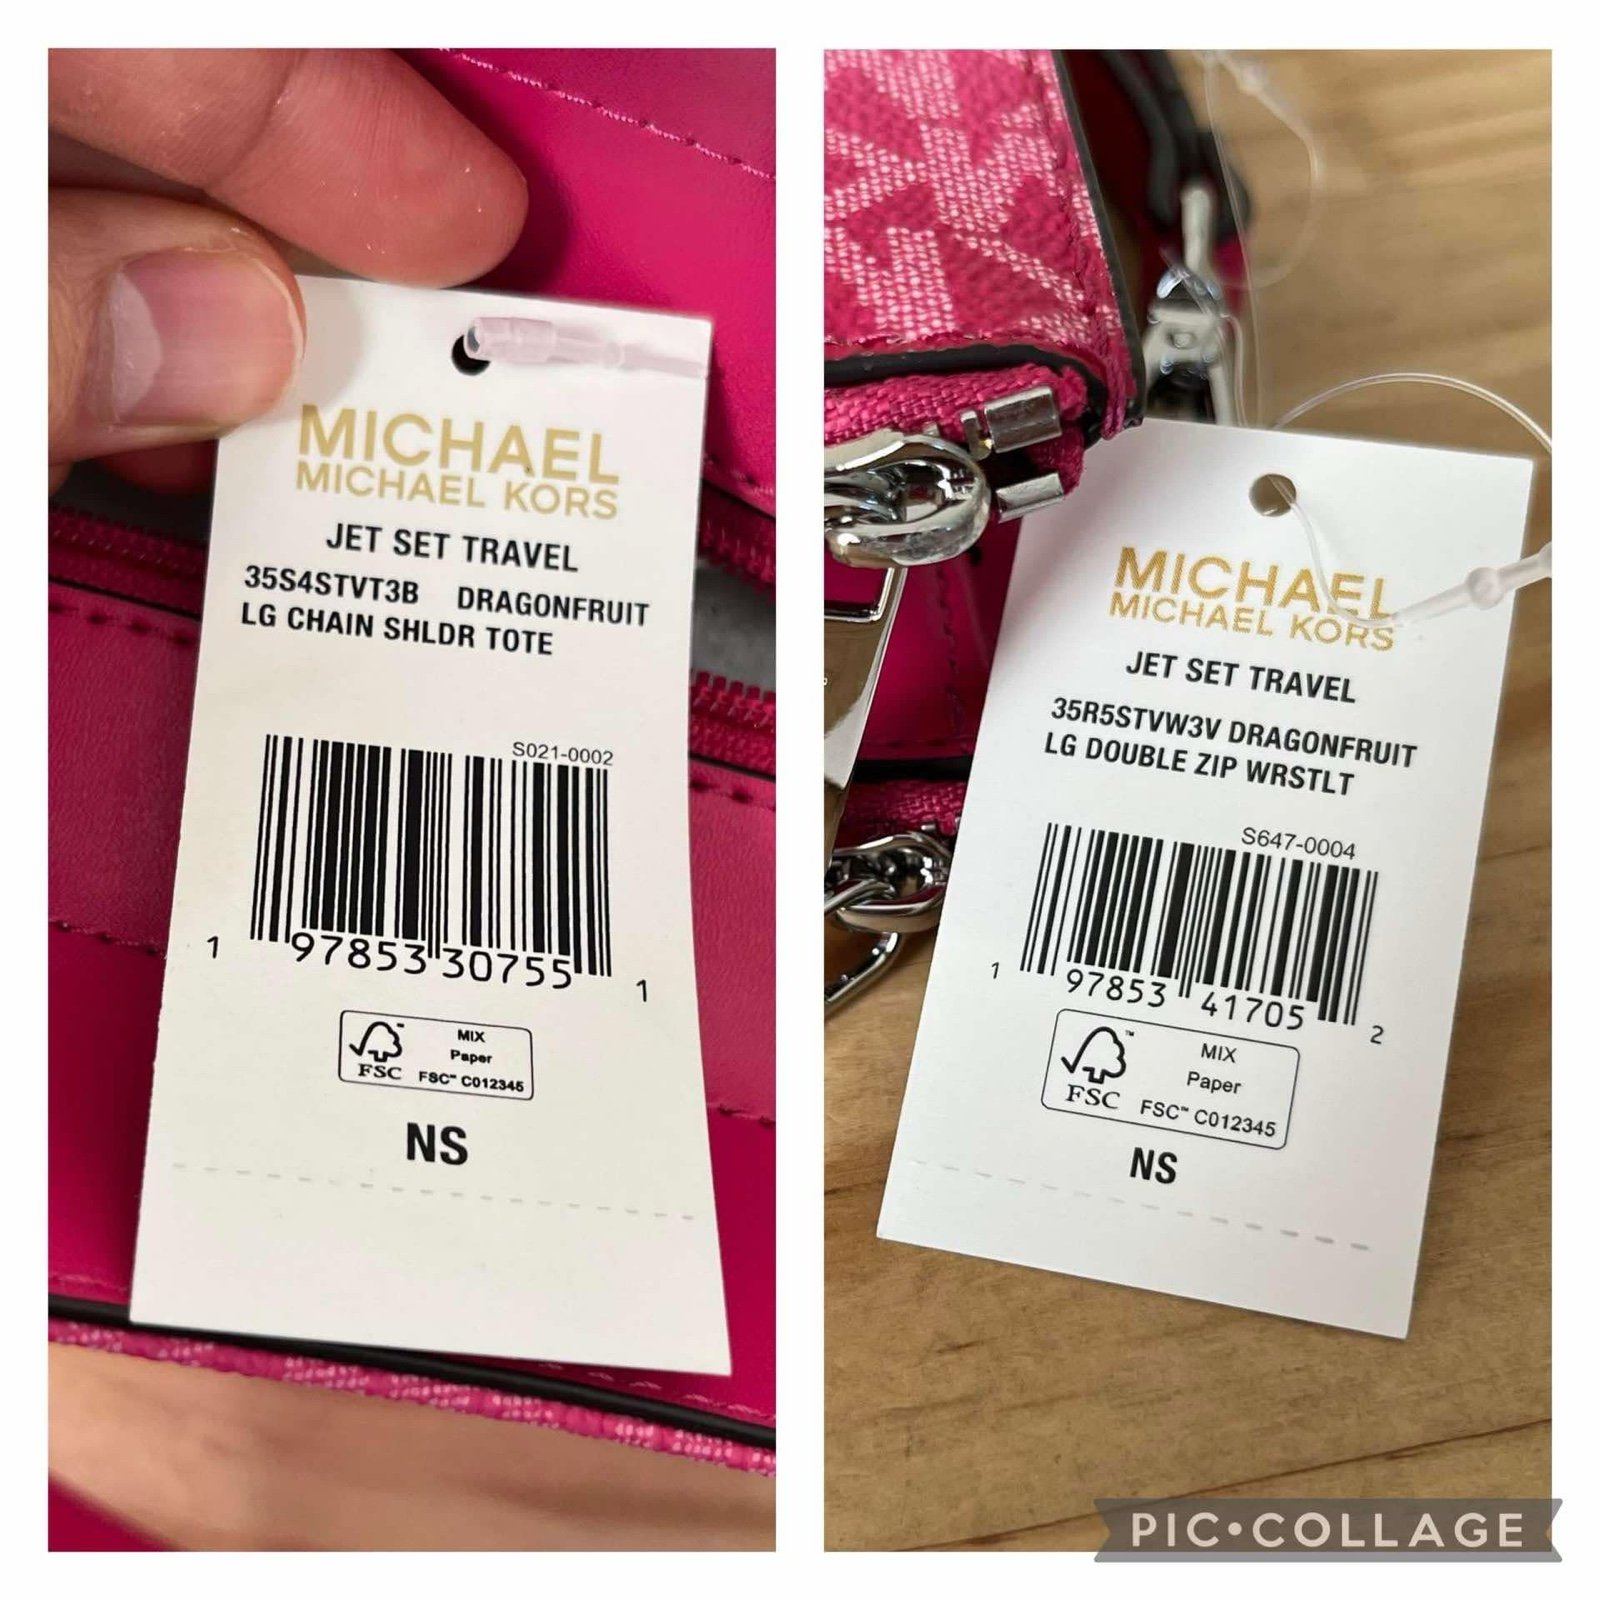 MICHAEL
MICHAEL KORS
JET SET TRAVEL
35S4STVT3B DRAGONFRUIT
LG CHAIN SHLDR TOTE
S021-0002
1 97853 30755 1
MIX
Paper
FSC™ C012345
FSC
NS
MICHAEL
MICHAEL KORS
JET SET TRAVEL
35R5STVW3V DRAGONFRUIT
LG DOUBLE ZIP WRSTLT
S647-0004
1 97853 41705 2
MIX
Paper
FSC™ C012345
FSC
NS
PIC•COLLAGE